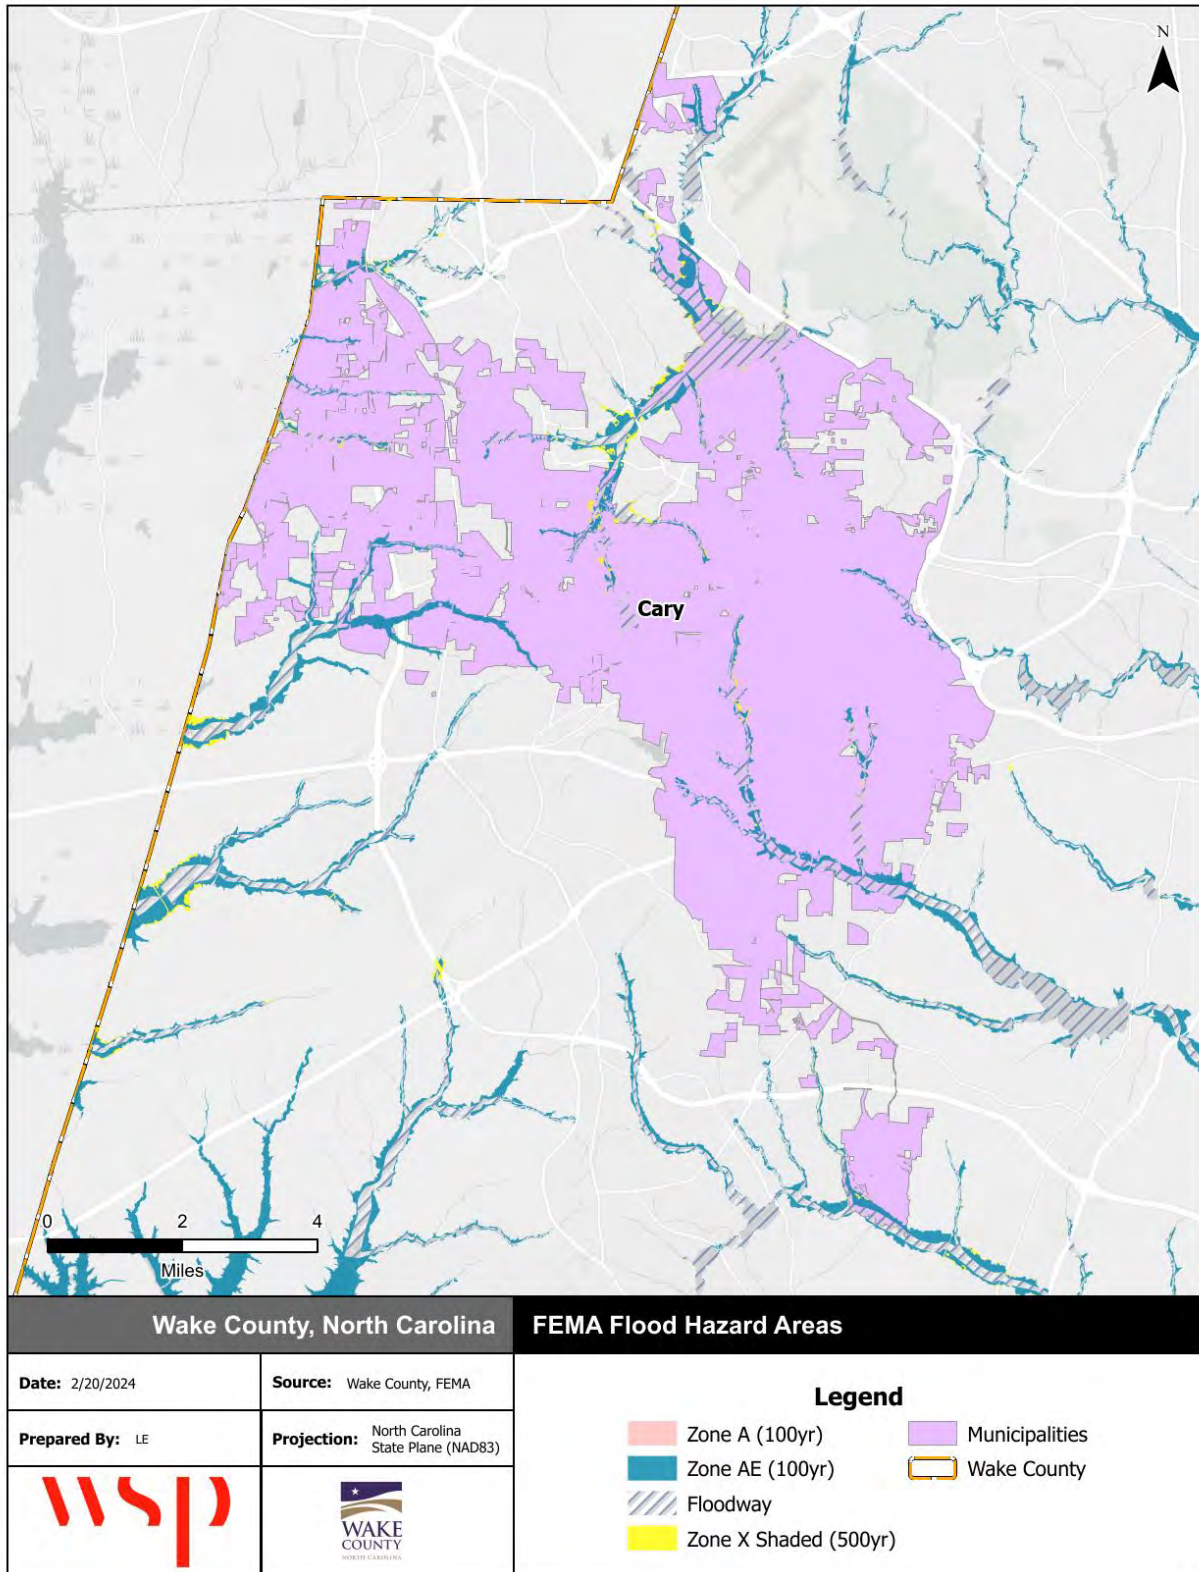 N
Cary
0 2 4
Miles
Wake County, North Carolina
FEMA Flood Hazard Areas
Date: 2/20/2024
Source: Wake County, FEMA
Prepared By: LE
Projection: North Carolina
State Plane (NAD83)
wsp
WAKE
COUNTY
NORTH CAROLINA
Legend
Zone A (100yr)
Zone AE (100yr)
Floodway
Zone X Shaded (500yr)
Municipalities
Wake County